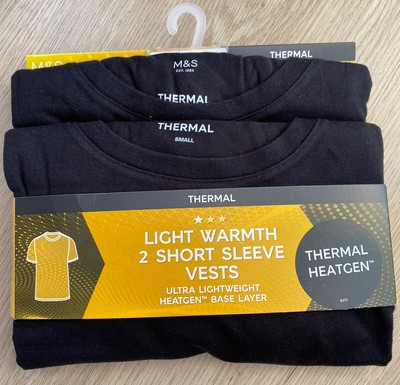 M&S
THERMAL
M&S
EST. 1884
THERMAL
THERMAL
SMALL
THERMAL
LIGHT WARMTH
2 SHORT SLEEVE
VESTS
ULTRA LIGHTWEIGHT
HEATGEN™ BASE LAYER
THERMAL
HEATGEN™